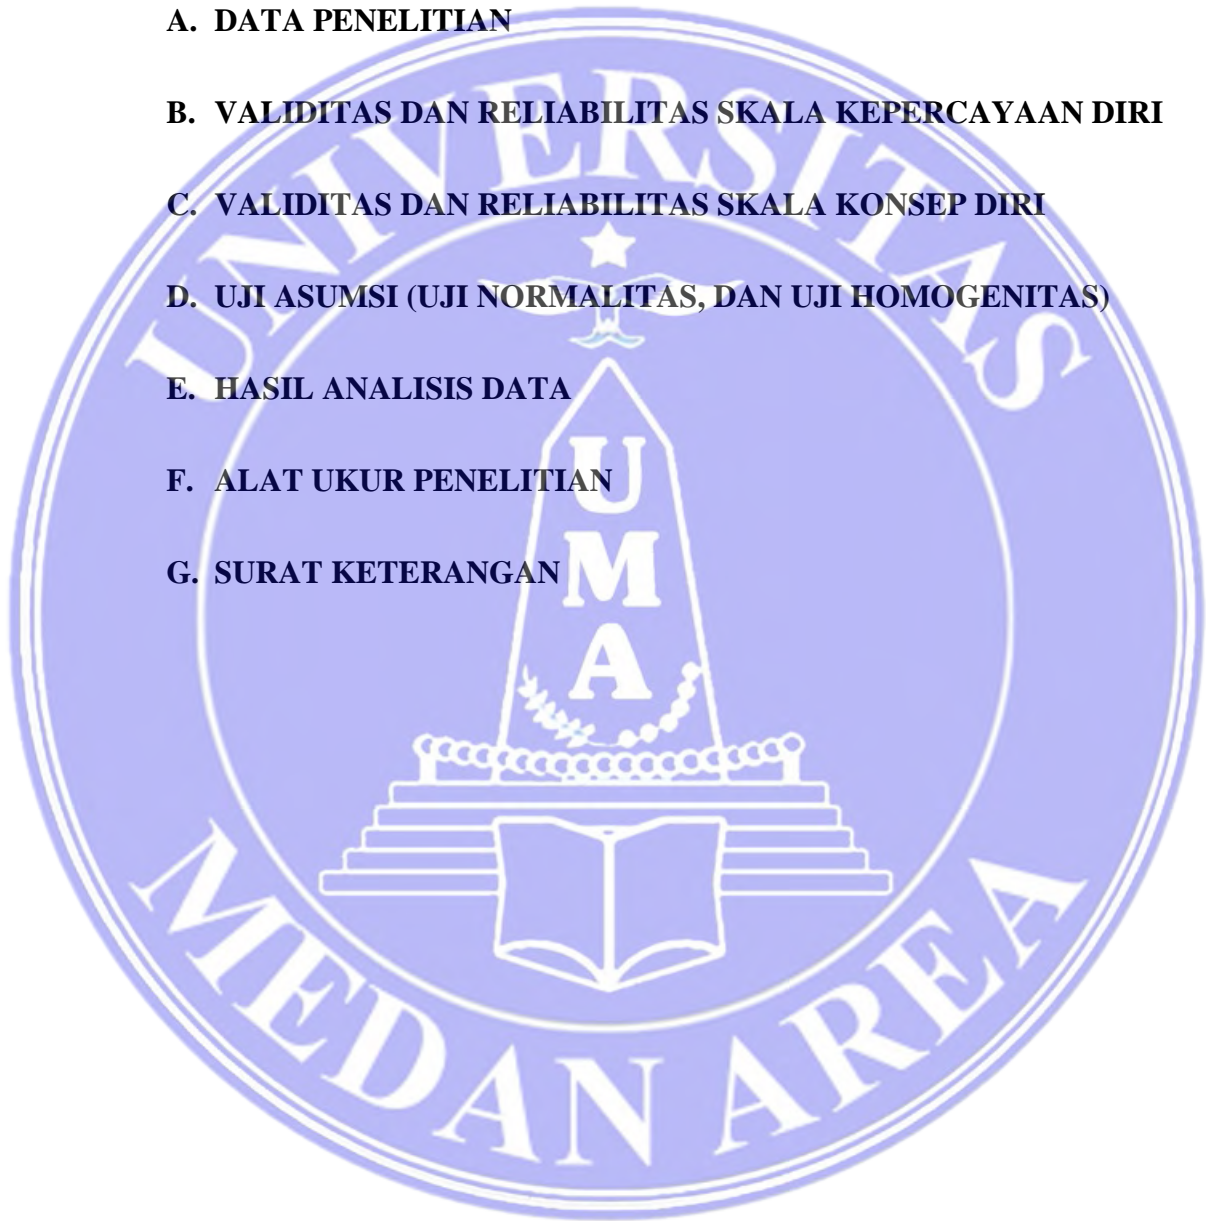 A. DATA PENELITIAN
B. VALIDITAS DAN RELIABILITAS SKALA KEPERCAYAAN DIRI
C. VALIDITAS DAN RELIABILITAS SKALA KONSEP DIRI
D. UJI ASUMSI (UJI NORMALITAS, DAN UJI HOMOGENITAS)
E. HASIL ANALISIS DATA
F. ALAT UKUR PENELITIAN
G. SURAT KETERANGAN
UNIVERSITAS
U
M
A
MEDAN AREA